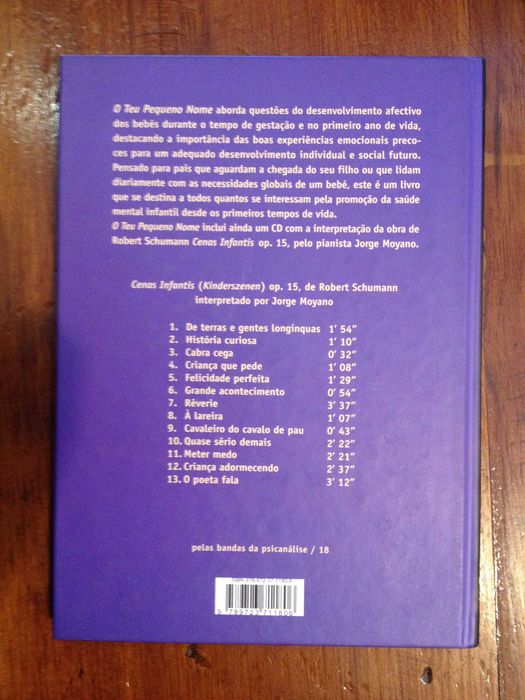 O Teu Pequeno Nome aborda questões do desenvolvimento afectivo
dos bebés durante o tempo de gestação e no primeiro ano de vida,
destacando a importância das boas experiências emocionais preco-
ces para um adequado desenvolvimento individual e social futuro.
Pensado para pais que aguardam a chegada do seu filho ou que lidam
diariamente com as necessidades globais de um bebé, este é um livro
que se destina a todos quantos se interessam pela promoção da saúde
mental infantil desde os primeiros tempos de vida.
O Teu Pequeno Nome inclui ainda um CD com a interpretação da obra de
Robert Schumann Cenas Infantis op. 15, pelo pianista Jorge Moyano.
Cenas Infantis (Kinderszenen) op. 15, de Robert Schumann
interpretado por Jorge Moyano
1. De terras e gentes longínquas 1' 54"
2. História curiosa 1' 10"
3. Cabra cega 0' 32"
4. Criança que pede 1' 08"
5. Felicidade perfeita 1' 29"
6. Grande acontecimento 0' 54"
7. Rêverie 3' 37"
8. À lareira 1' 07"
9. Cavaleiro do cavalo de pau 0' 43"
10. Quase sério demais 2' 22"
11. Meter medo 2' 21"
12. Criança adormecendo 2' 37"
13. O poeta fala 3' 12"
pelas bandas da psicanálise / 18
ISBN 978-972-37-1180-6
9 789723 711806